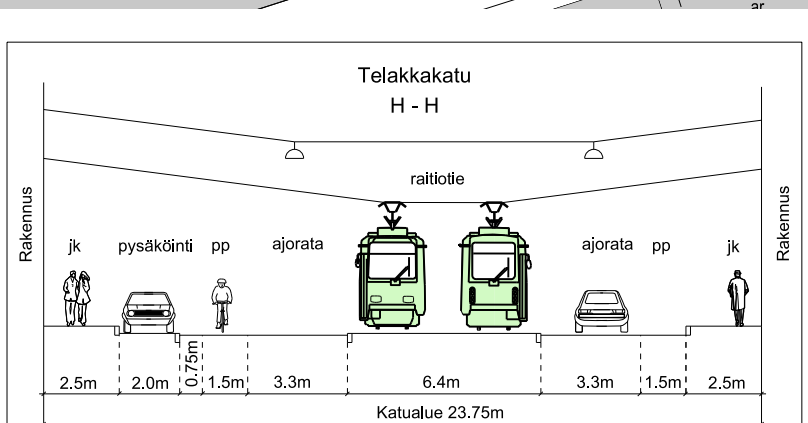 ar
Telakkakatu
H - H
raitiotie
Rakennus
jk pysäköinti pp ajorata ajorata pp jk
Rakennus
2.5m 2.0m 0.75m 1.5m 3.3m 6.4m 3.3m 1.5m 2.5m
Katualue 23.75m